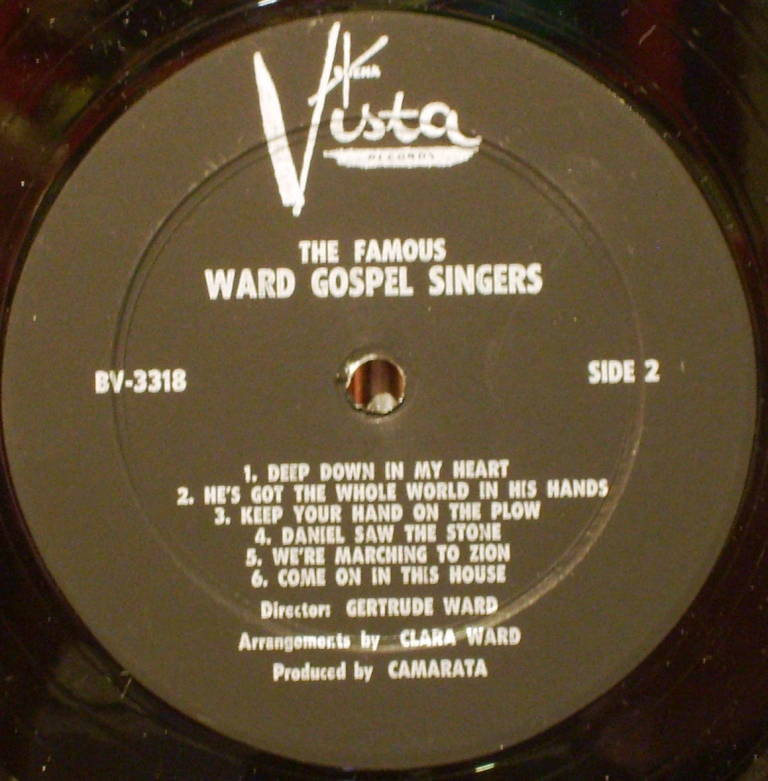 BUENA
Vista
RECORDS
THE FAMOUS
WARD GOSPEL SINGERS
BV-3318
SIDE 2
1. DEEP DOWN IN MY HEART
2. HE'S GOT THE WHOLE WORLD IN HIS HANDS
3. KEEP YOUR HAND ON THE PLOW
4. DANIEL SAW THE STONE
5. WE'RE MARCHING TO ZION
6. COME ON IN THIS HOUSE
Director: GERTRUDE WARD
Arrangements by CLARA WARD
Produced by CAMARATA